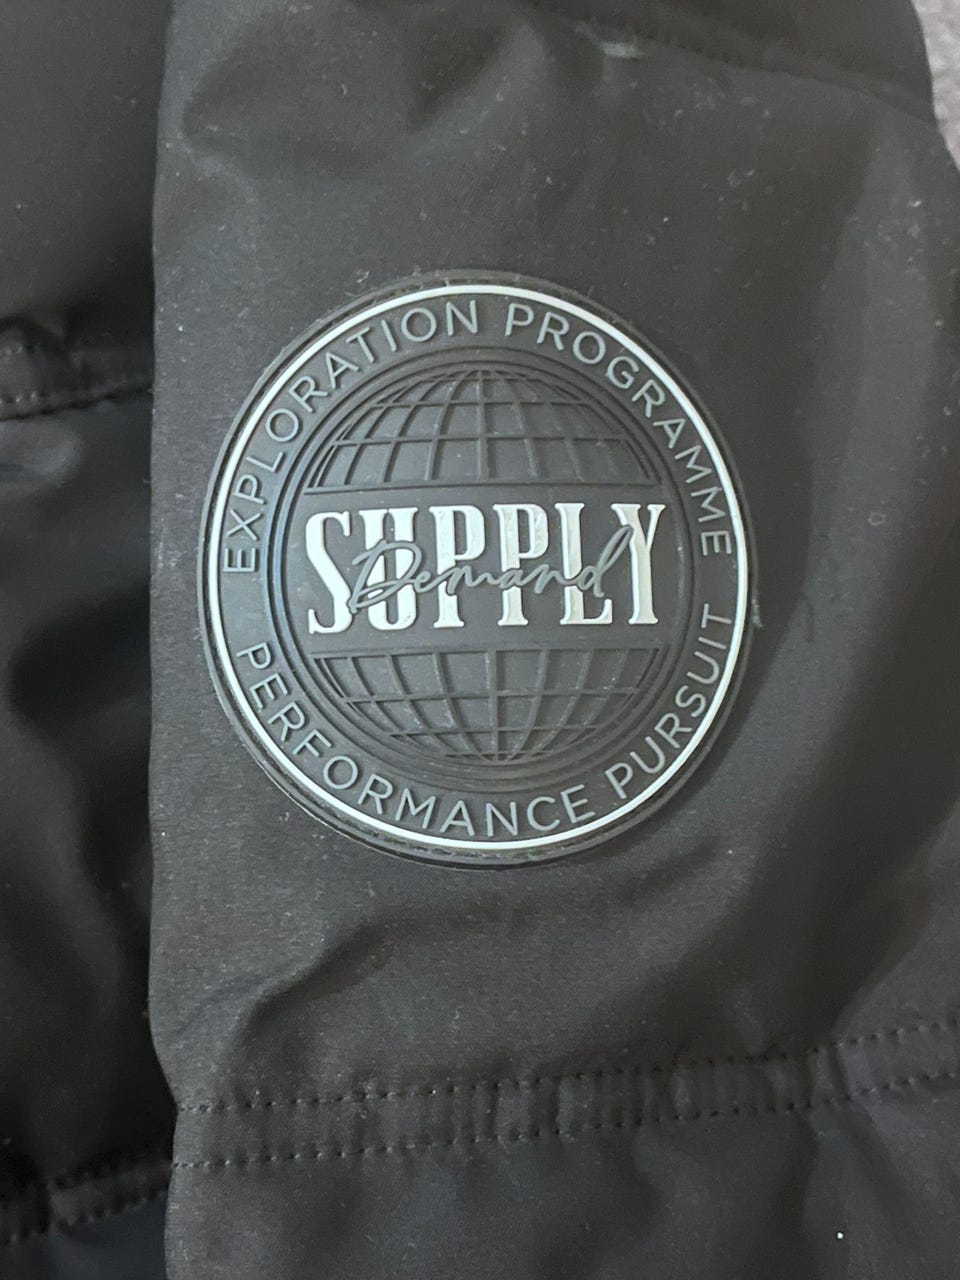 EXPLORATION PROGRAMME
SUPPLY
Demand
PERFORMANCE PURSUIT